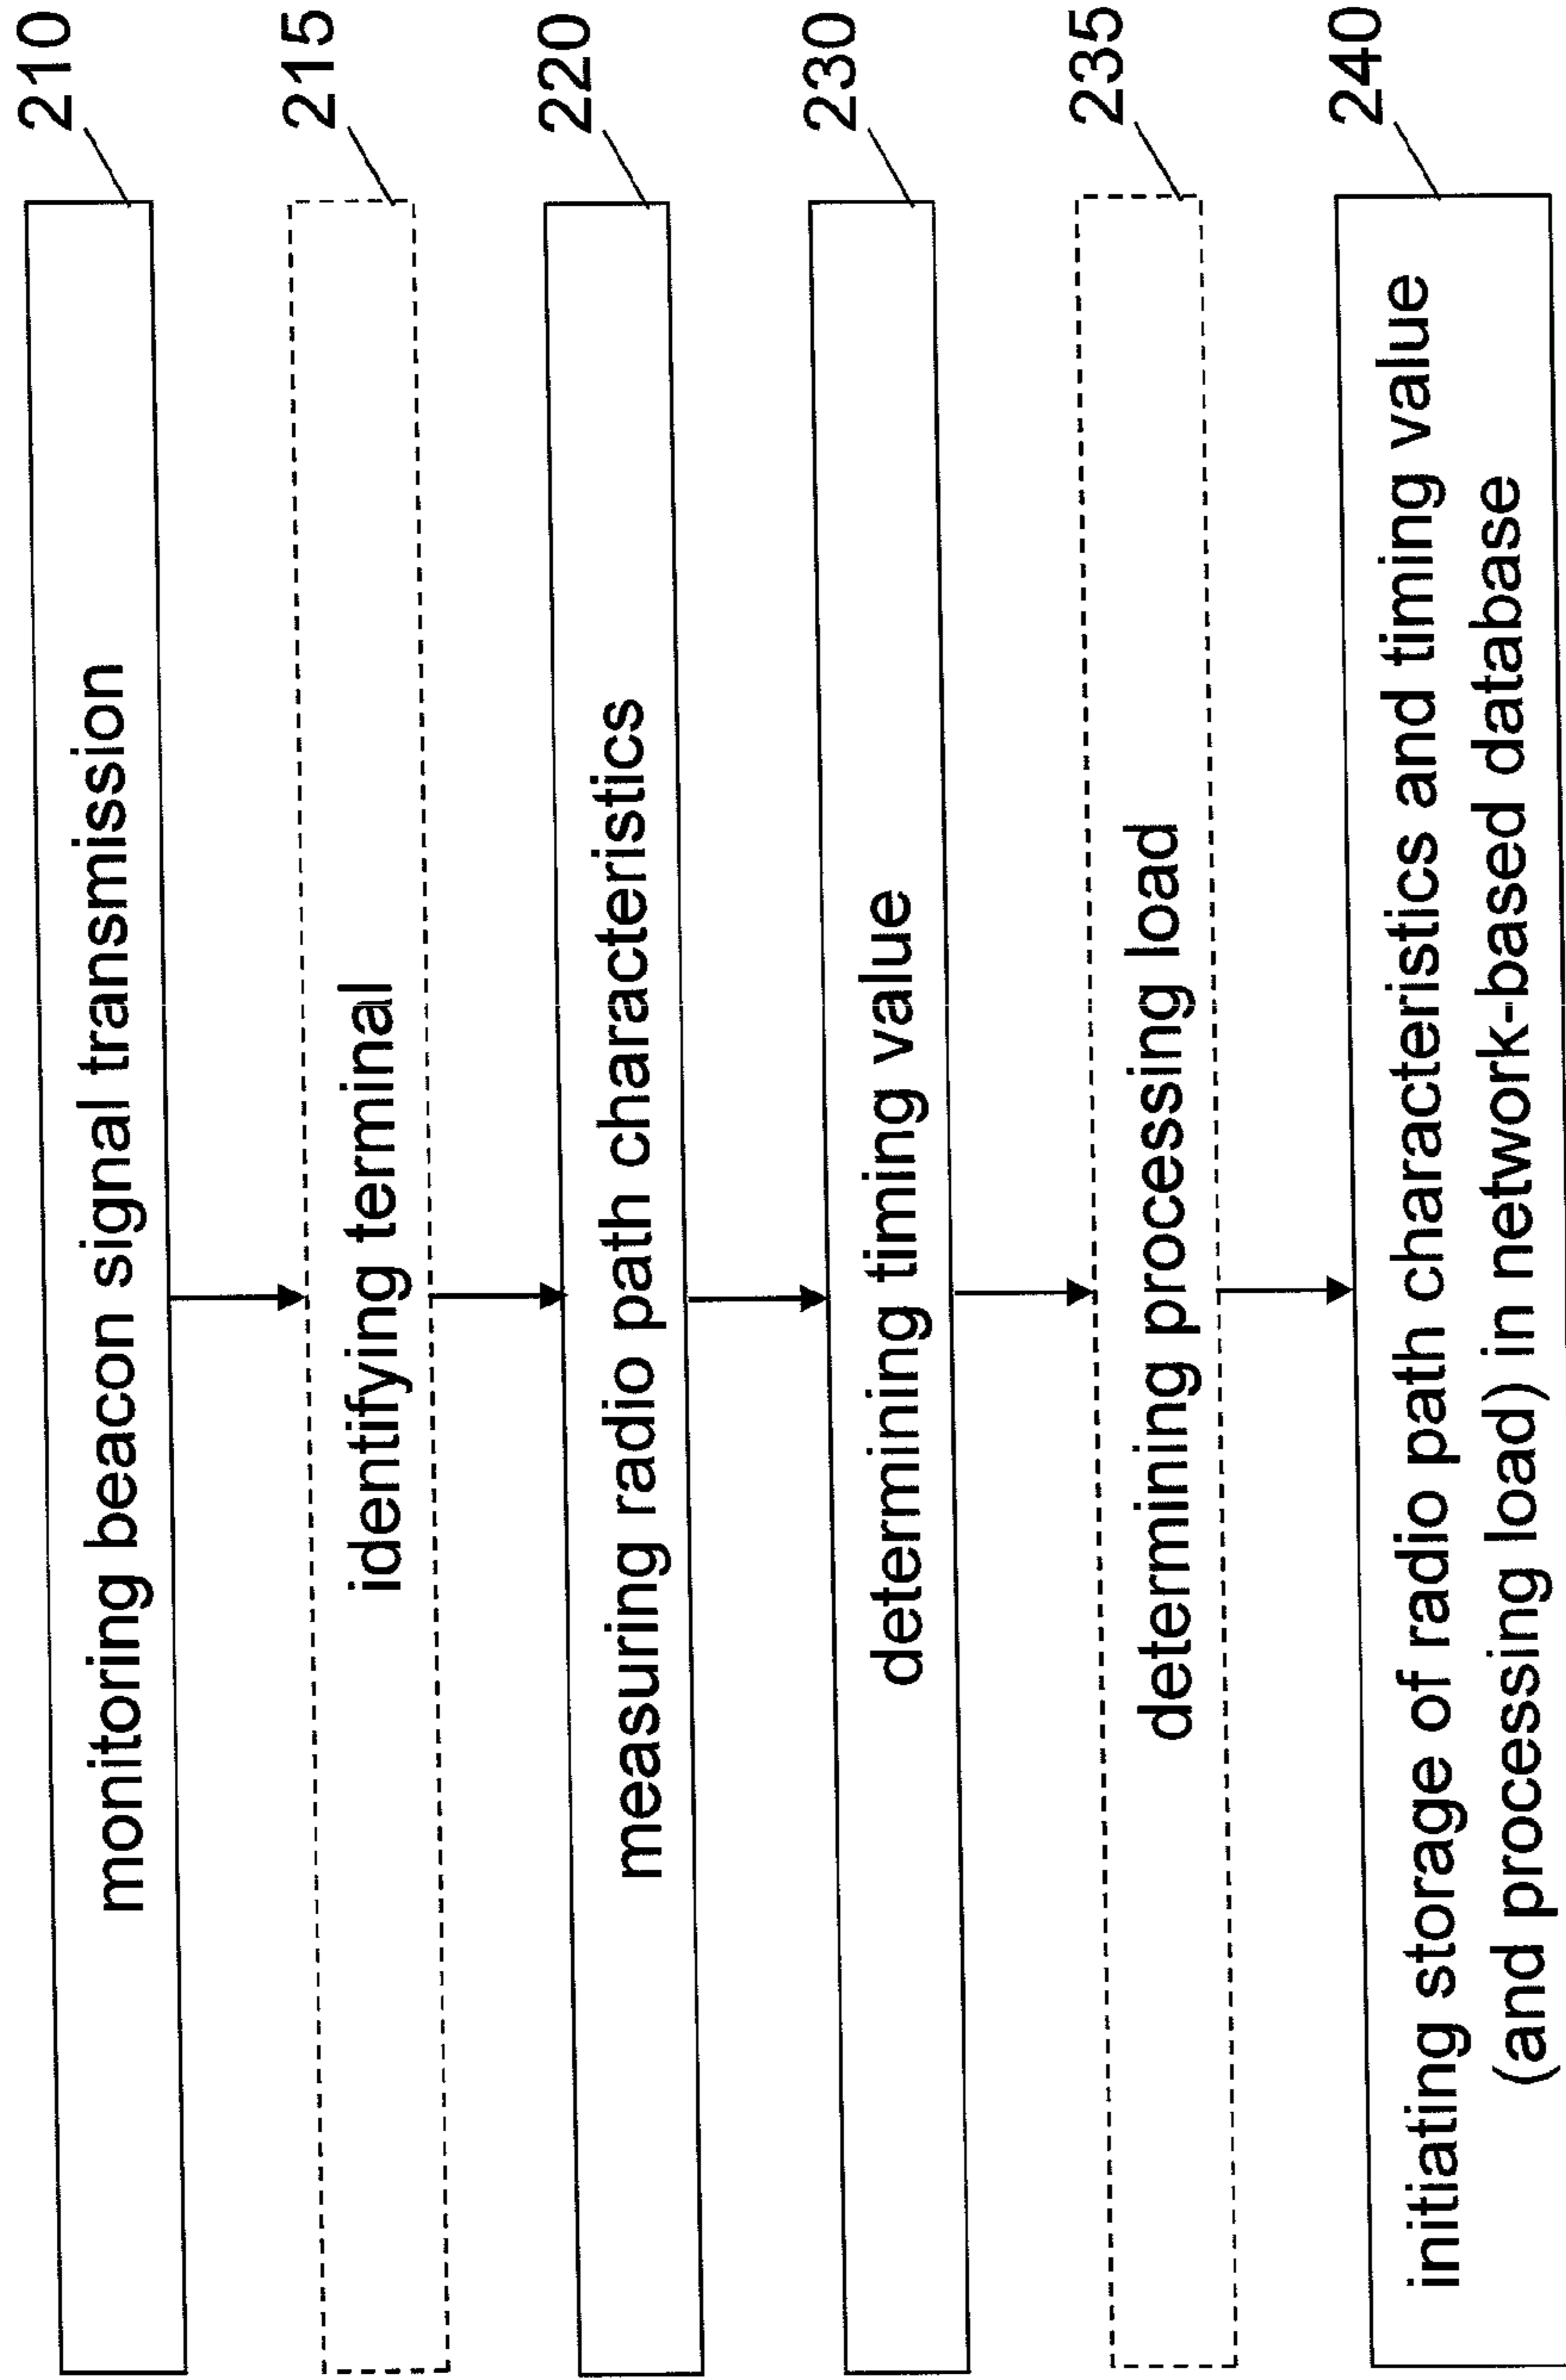 monitoring beacon signal transmission 210
identifying terminal 215
measuring radio path characteristics 220
determining timing value 230
determining processing load 235
initiating storage of radio path characteristics and timing value 240
(and processing load) in network-based database